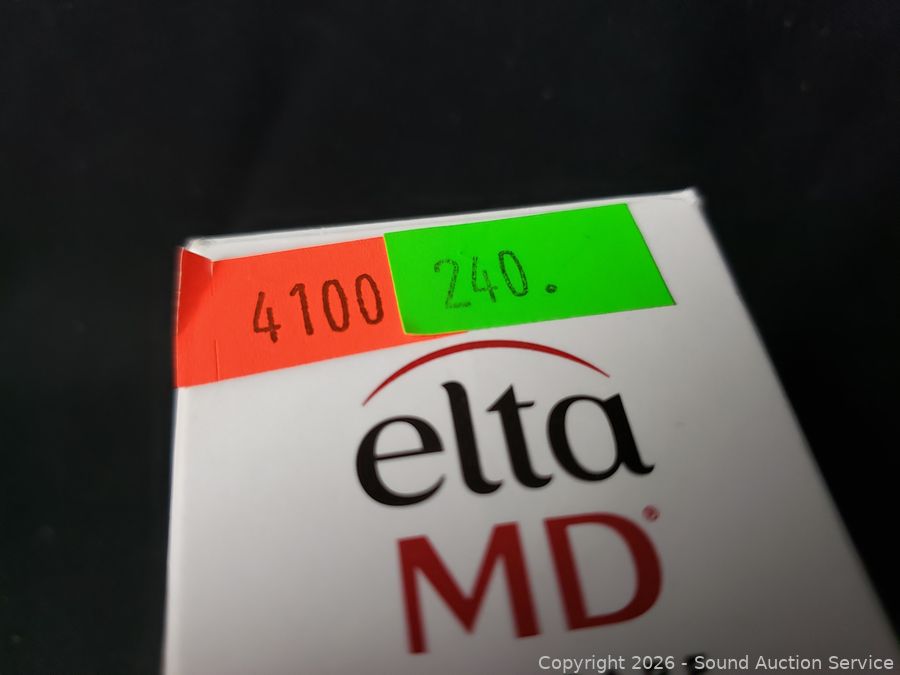 4100
240.
elta
MD®
Copyright 2026 - Sound Auction Service